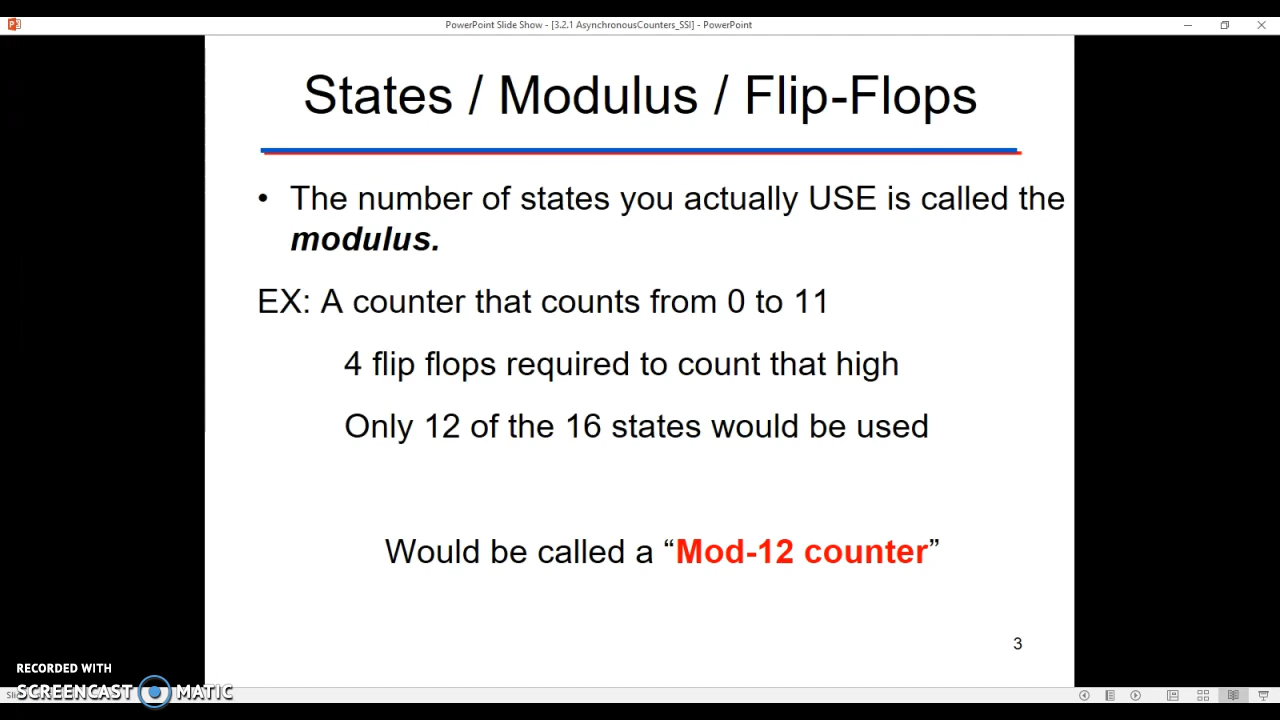 PowerPoint Slide Show - [3.2.1 AsynchronousCounters_SSI] - PowerPoint
States / Modulus / Flip-Flops
• The number of states you actually USE is called the
modulus.
EX: A counter that counts from 0 to 11
4 flip flops required to count that high
Only 12 of the 16 states would be used
Would be called a “Mod-12 counter”
3
RECORDED WITH
SCREENCAST MATIC